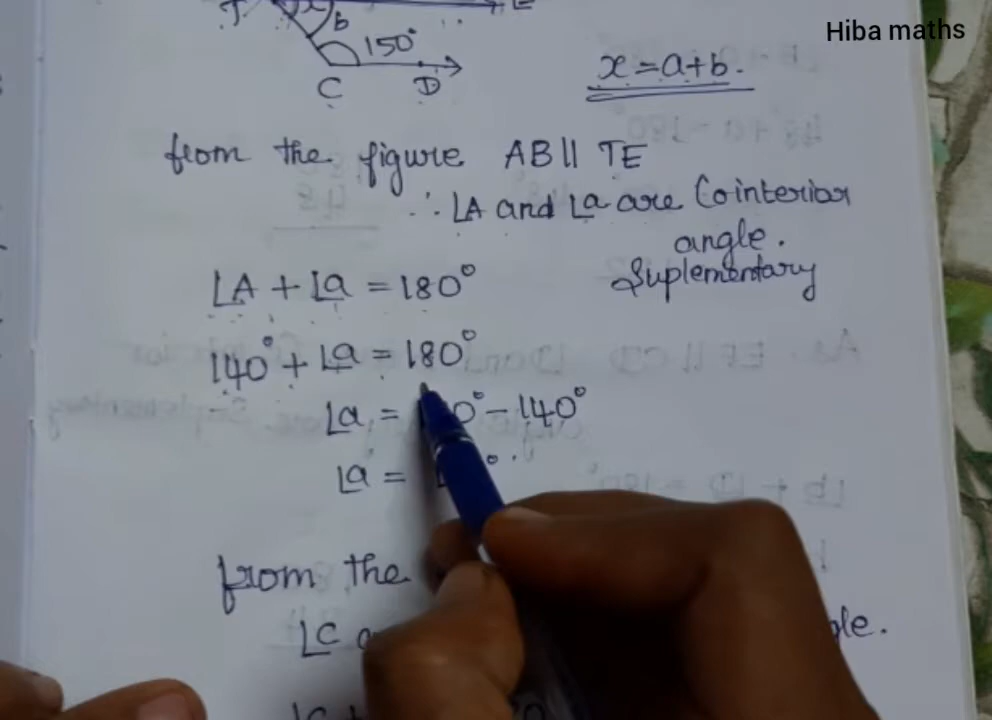 Hiba maths
b
150°
C D
x = a+b.
from the figure AB || TE
∴ ∠A and ∠a are Cointerior
angle.
Suplementary
∠A + ∠a = 180°
140° + ∠a = 180°
∠a = 0° - 140°
∠a =
from the
∠C